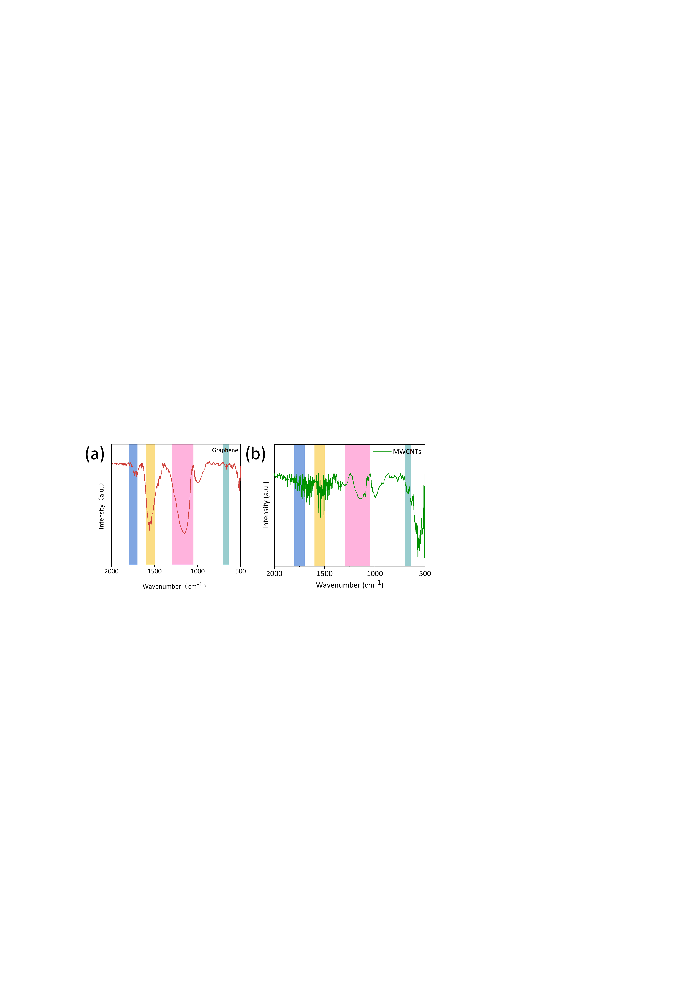 (a)
Graphene
Intensity（a.u.）
2000 1500 1000 500
Wavenumber（cm-1）
(b)
MWCNTs
Intensity (a.u.)
2000 1500 1000 500
Wavenumber (cm-1)